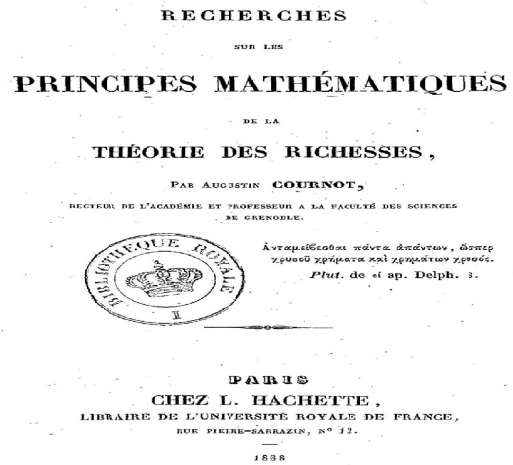 RECHERCHES
SUR LES
PRINCIPES MATHÉMATIQUES
DE LA
THÉORIE DES RICHESSES,
PAR AUGUSTIN COURNOT,
RECTEUR DE L'ACADÉMIE ET PROFESSEUR A LA FACULTÉ DES SCIENCES
DE GRENOBLE.
Ἀνταμείβεσθαι πάντα ἁπάντων, ὥσπερ
χρυσοῦ χρήματα καὶ χρημάτων χρυσός.
Plut. de εἰ ap. Delph. 8.
BIBLIOTHEQUE ROYALE
I
PARIS
CHEZ L. HACHETTE,
LIBRAIRE DE L'UNIVERSITÉ ROYALE DE FRANCE,
RUE PIERRE-SARRAZIN, N° 12.
1838